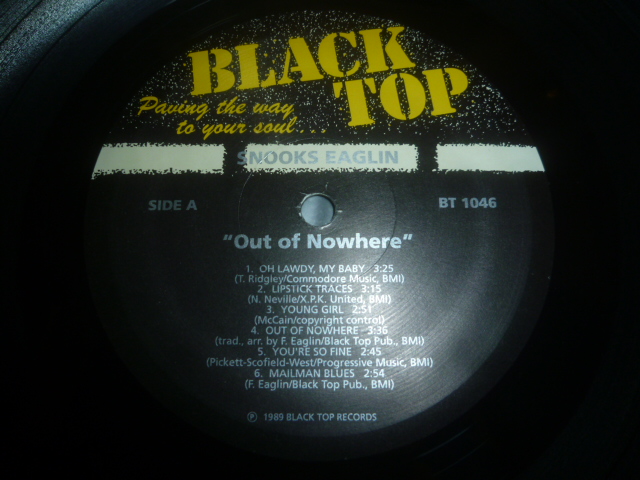 BLACK
TOP
Paving the way
to your soul...
SNOOKS EAGLIN
SIDE A
BT 1046
"Out of Nowhere"
1. OH LAWDY, MY BABY 3:25
(T. Ridgley/Commodore Music, BMI)
2. LIPSTICK TRACES 3:15
(N. Neville/X.P.K. United, BMI)
3. YOUNG GIRL 2:51
(McCain/copyright control)
4. OUT OF NOWHERE 3:36
(trad., arr. by F. Eaglin/Black Top Pub., BMI)
5. YOU'RE SO FINE 2:45
(Pickett-Scofield-West/Progressive Music, BMI)
6. MAILMAN BLUES 2:54
(F. Eaglin/Black Top Pub., BMI)
℗ 1989 BLACK TOP RECORDS